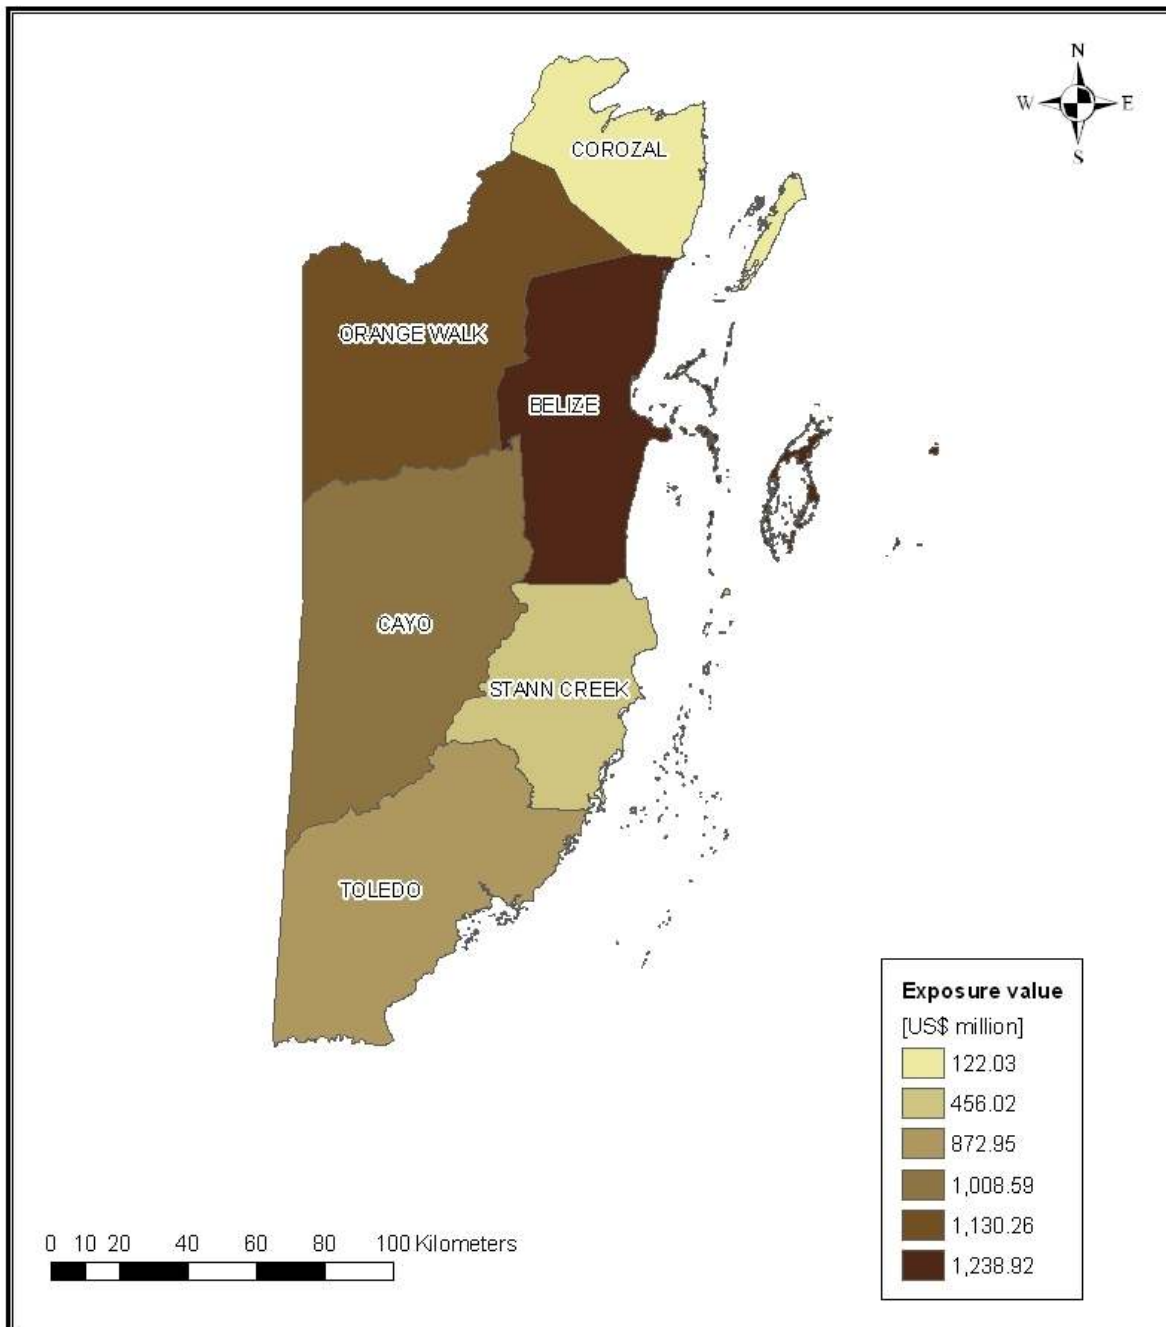 N
W E
S
COROZAL
ORANGE WALK
BELIZE
CAYO
STANN CREEK
TOLEDO
Exposure value
[US$ million]
122.03
456.02
872.95
1,008.59
1,130.26
1,238.92
0 10 20 40 60 80 100 Kilometers